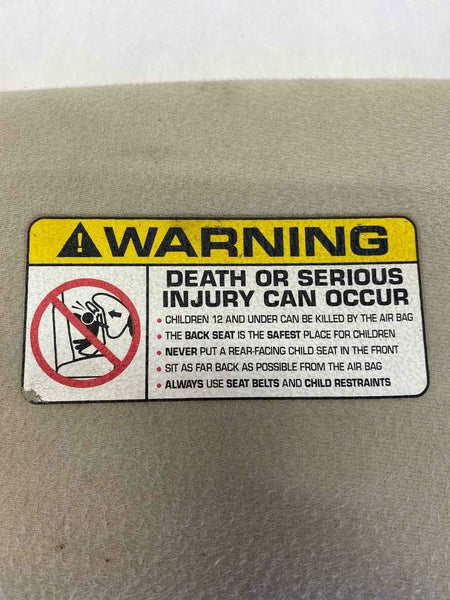 WARNING
DEATH OR SERIOUS
INJURY CAN OCCUR
• CHILDREN 12 AND UNDER CAN BE KILLED BY THE AIR BAG
• THE BACK SEAT IS THE SAFEST PLACE FOR CHILDREN
• NEVER PUT A REAR-FACING CHILD SEAT IN THE FRONT
• SIT AS FAR BACK AS POSSIBLE FROM THE AIR BAG
• ALWAYS USE SEAT BELTS AND CHILD RESTRAINTS